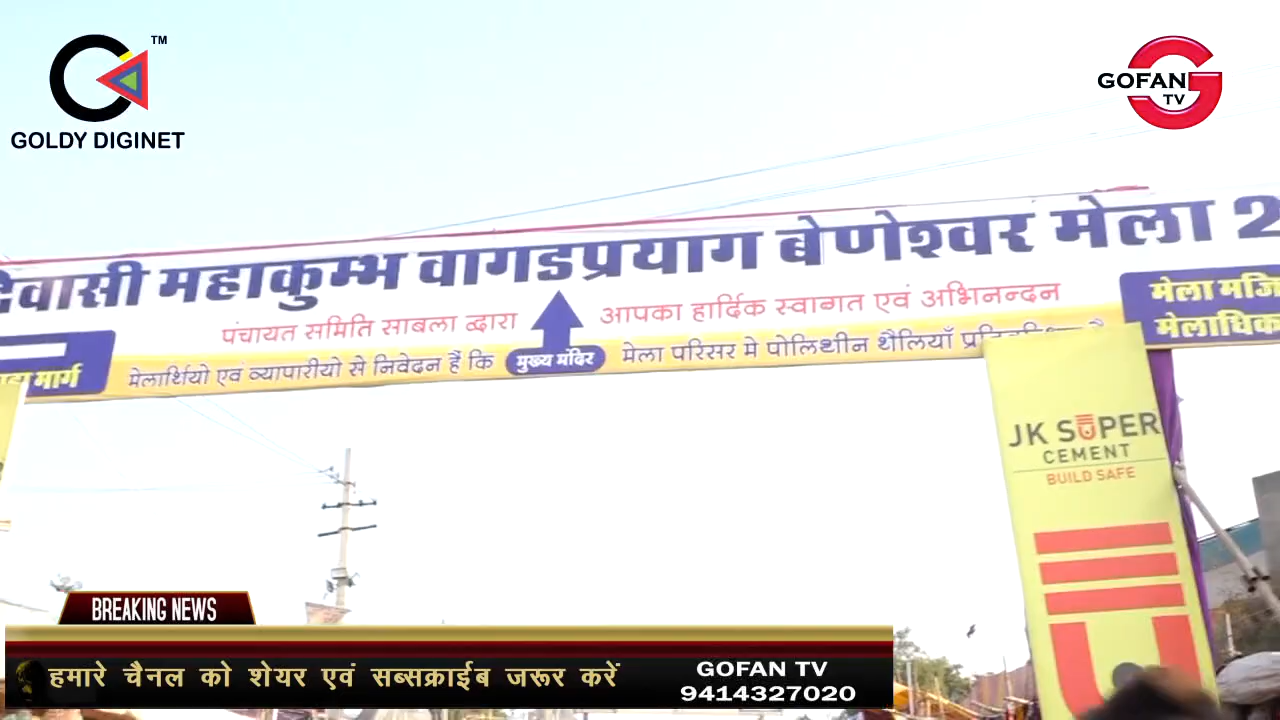 TM
GOLDY DIGINET
GOFAN
TV
दिवासी महाकुम्भ वागडप्रयाग बेणेश्वर मेला 2
पंचायत समिति साबला द्वारा
आपका हार्दिक स्वागत एवं अभिनन्दन
मार्ग
मेलार्थियो एवं व्यापारीयो से निवेदन हैं कि
मुख्य मंदिर
मेला परिसर मे पोलिथीन थैलियाँ
मेला मजि
मेलाधिक
JK SUPER
CEMENT
BUILD SAFE
BREAKING NEWS
हमारे चैनल को शेयर एवं सब्सक्राईब जरूर करें
GOFAN TV
9414327020